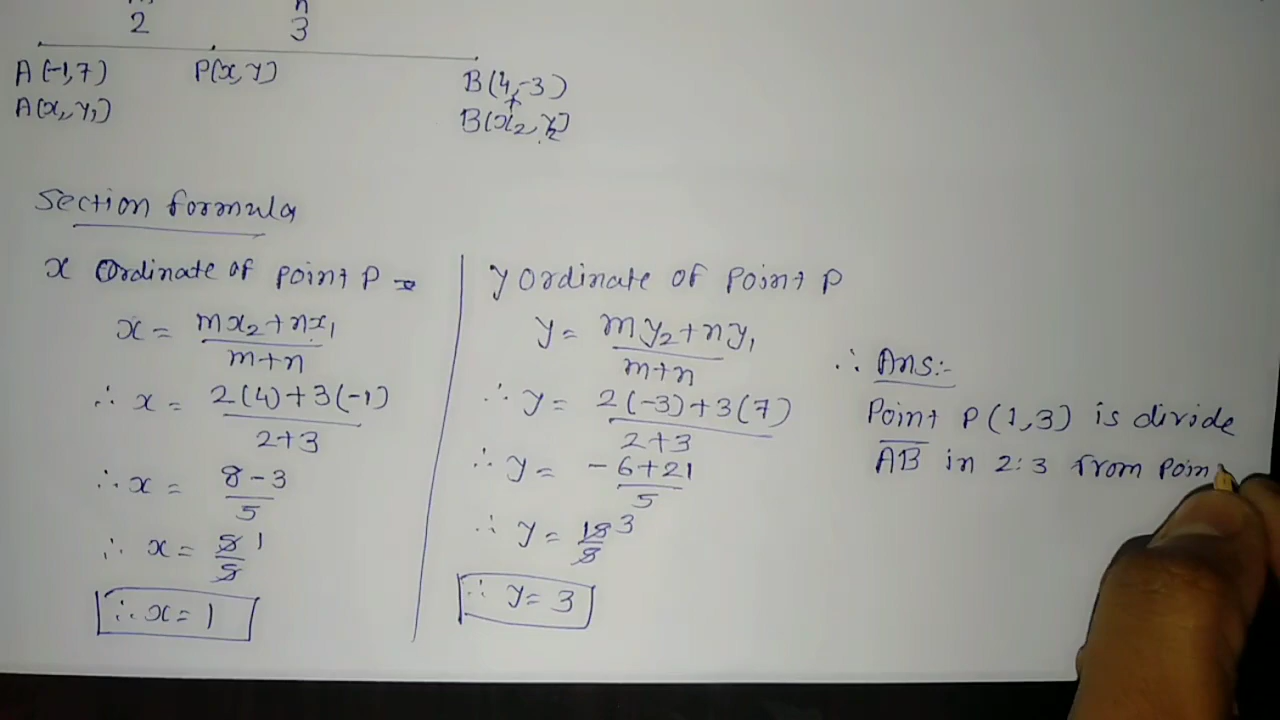 2 3
A(-1,7) P(x,y) B(4,-3)
A(x₂,y₁) B(x₂,y₂)
Section formula
x Ordinate of point P =
x = mx₂+nx₁ / m+n
∴ x = 2(4)+3(-1) / 2+3
∴ x = 8-3 / 5
∴ x = 5 / 5 1
∴ x = 1
y Ordinate of Point P
y = my₂+ny₁ / m+n
∴ y = 2(-3)+3(7) / 2+3
∴ y = -6+21 / 5
∴ y = 15 / 5 3
∴ y = 3
∴ Ans:-
Point P(1,3) is divide
AB in 2:3 from Poin